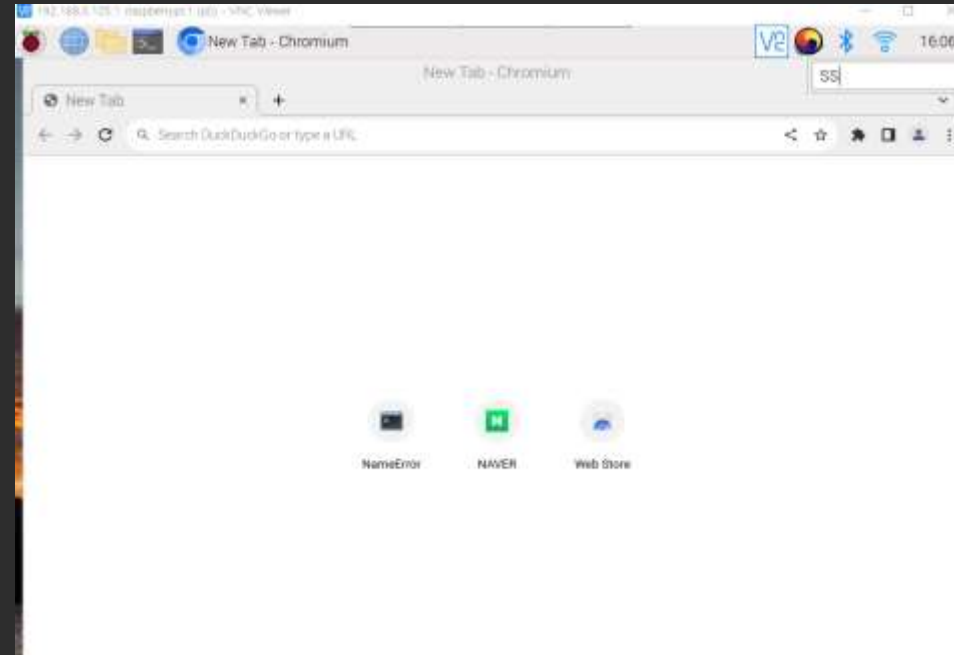 New Tab - Chromium
16:06
New Tab - Chromium
SS
New Tab
Search DuckDuckGo or type a URL
NameError
NAVER
Web Store